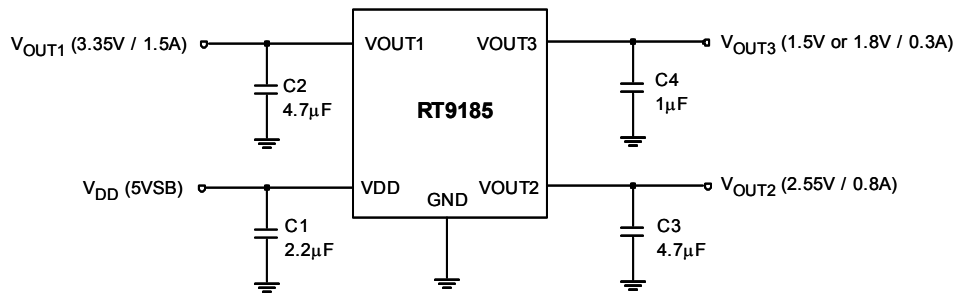 VOUT1 (3.35V / 1.5A)
VOUT1
VOUT3
VOUT3 (1.5V or 1.8V / 0.3A)
C2
4.7μF
RT9185
C4
1μF
VDD (5VSB)
VDD
GND
VOUT2
VOUT2 (2.55V / 0.8A)
C1
2.2μF
C3
4.7μF